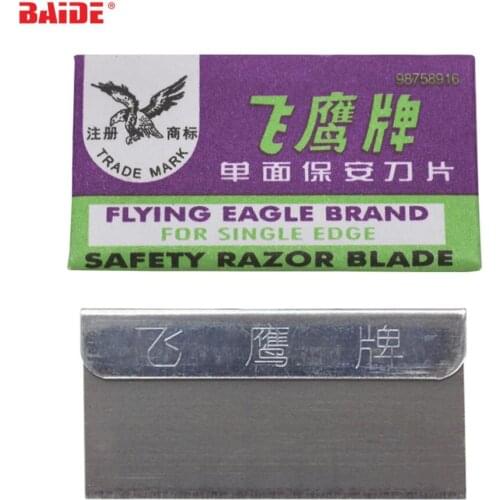 BAIDE®
98758916
飞鹰牌
注册 商标
TRADE MARK
单面保安刀片
FLYING EAGLE BRAND
FOR SINGLE EDGE
SAFETY RAZOR BLADE
飞鹰牌